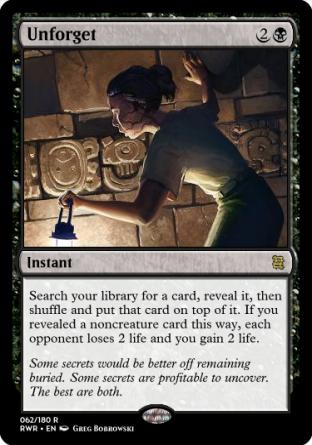 Unforget
2
Instant
Search your library for a card, reveal it, then
shuffle and put that card on top of it. If you
revealed a noncreature card this way, each
opponent loses 2 life and you gain 2 life.
Some secrets would be better off remaining
buried. Some secrets are profitable to uncover.
The best are both.
062/180 R
RWR • EN Greg Bobrowski